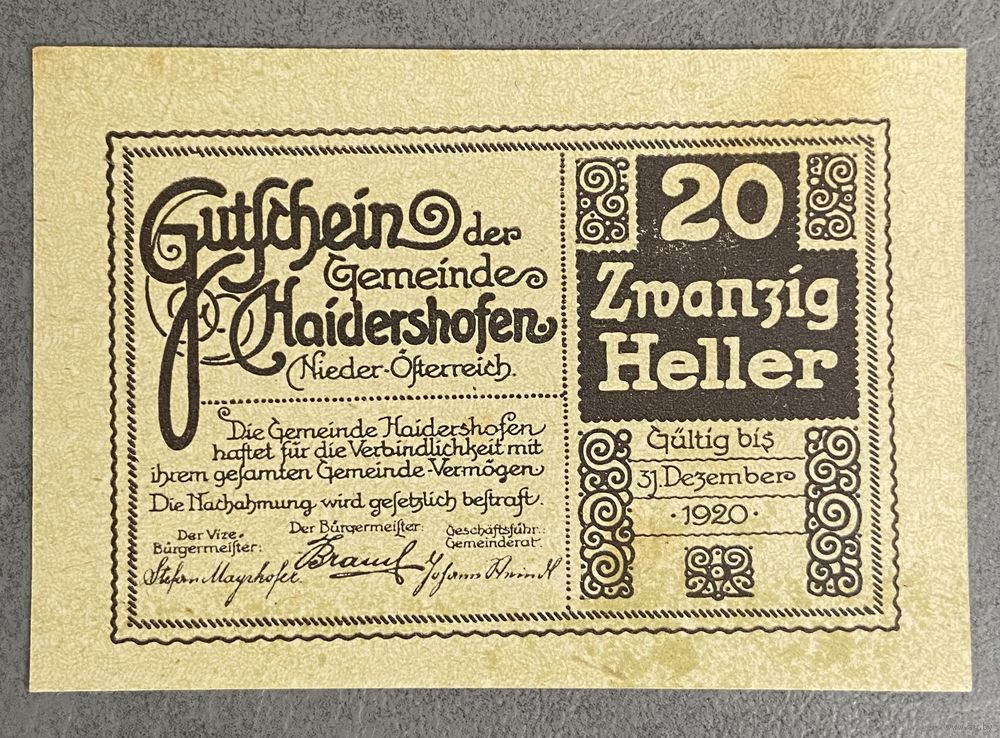 Gutschein der
Gemeinde
Haidershofen
Nieder-Österreich.
Die Gemeinde Haidershofen
haftet für die Verbindlichkeit mit
ihrem gesamten Gemeinde-Vermögen
Die Nachahmung wird gesetzlich bestraft.
Der Vize-
Bürgermeister:
Stefan Mayrhofer
Der Bürgermeister:
Geschäftsführ.:
Gemeinderat.
Johann
20
Zwanzig
Heller
Gültig bis
31. Dezember
·1920·